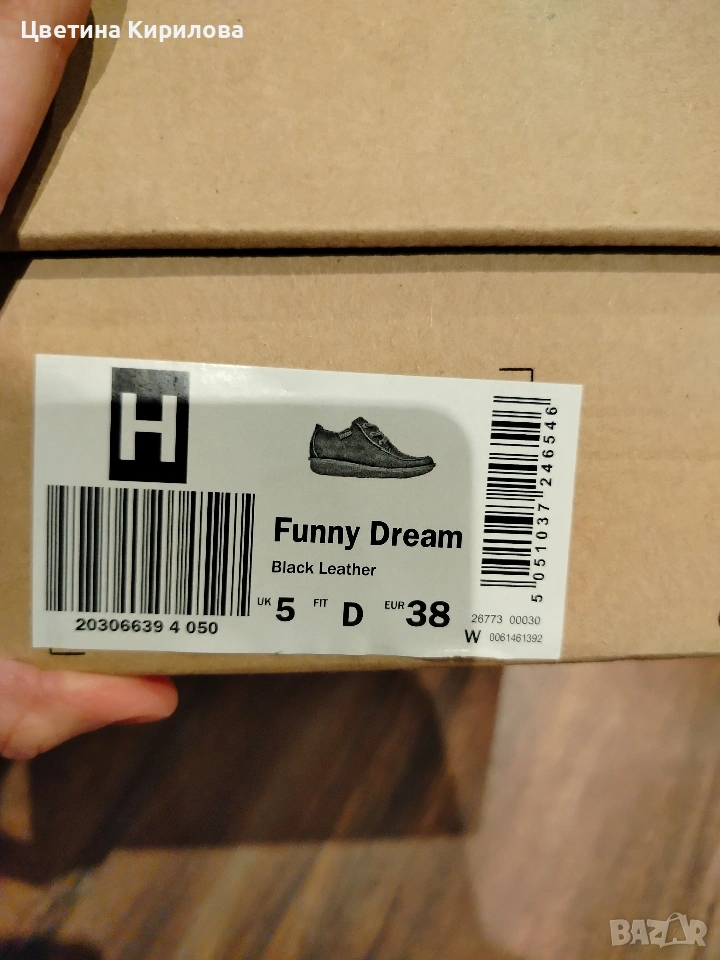 Цветина Кирилова
H
Funny Dream
Black Leather
UK 5 FIT D EUR 38
20306639 4 050
26773 00030
W 0061461392
5 051037 246546
BAZAR